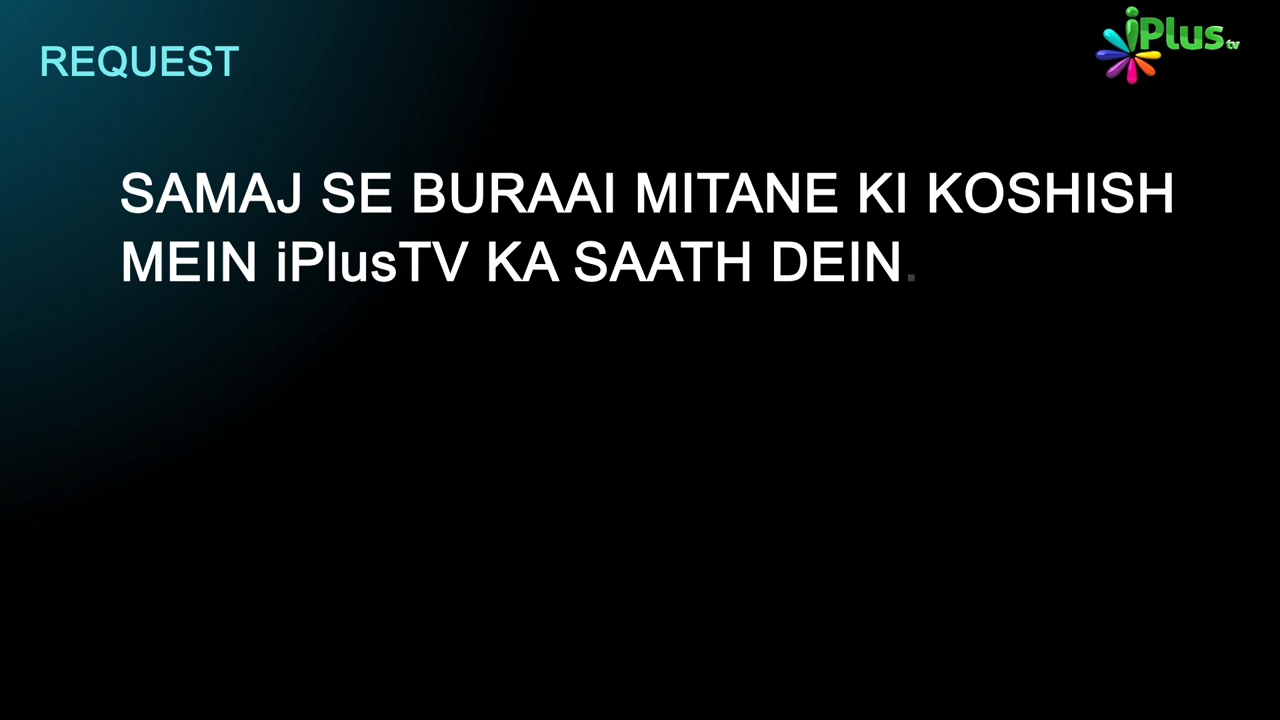 REQUEST
iPlus tv
SAMAJ SE BURAAI MITANE KI KOSHISH
MEIN iPlusTV KA SAATH DEIN.